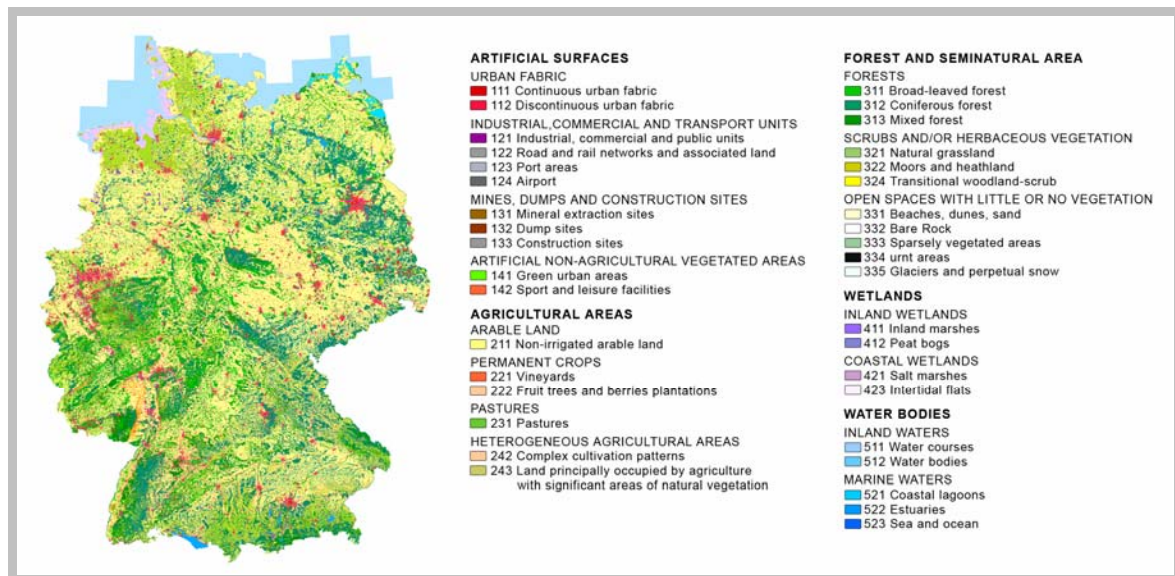 ARTIFICIAL SURFACES
URBAN FABRIC
111 Continuous urban fabric
112 Discontinuous urban fabric
INDUSTRIAL,COMMERCIAL AND TRANSPORT UNITS
121 Industrial, commercial and public units
122 Road and rail networks and associated land
123 Port areas
124 Airport
MINES, DUMPS AND CONSTRUCTION SITES
131 Mineral extraction sites
132 Dump sites
133 Construction sites
ARTIFICIAL NON-AGRICULTURAL VEGETATED AREAS
141 Green urban areas
142 Sport and leisure facilities
AGRICULTURAL AREAS
ARABLE LAND
211 Non-irrigated arable land
PERMANENT CROPS
221 Vineyards
222 Fruit trees and berries plantations
PASTURES
231 Pastures
HETEROGENEOUS AGRICULTURAL AREAS
242 Complex cultivation patterns
243 Land principally occupied by agriculture
with significant areas of natural vegetation
FOREST AND SEMINATURAL AREA
FORESTS
311 Broad-leaved forest
312 Coniferous forest
313 Mixed forest
SCRUBS AND/OR HERBACEOUS VEGETATION
321 Natural grassland
322 Moors and heathland
324 Transitional woodland-scrub
OPEN SPACES WITH LITTLE OR NO VEGETATION
331 Beaches, dunes, sand
332 Bare Rock
333 Sparsely vegetated areas
334 urnt areas
335 Glaciers and perpetual snow
WETLANDS
INLAND WETLANDS
411 Inland marshes
412 Peat bogs
COASTAL WETLANDS
421 Salt marshes
423 Intertidal flats
WATER BODIES
INLAND WATERS
511 Water courses
512 Water bodies
MARINE WATERS
521 Coastal lagoons
522 Estuaries
523 Sea and ocean